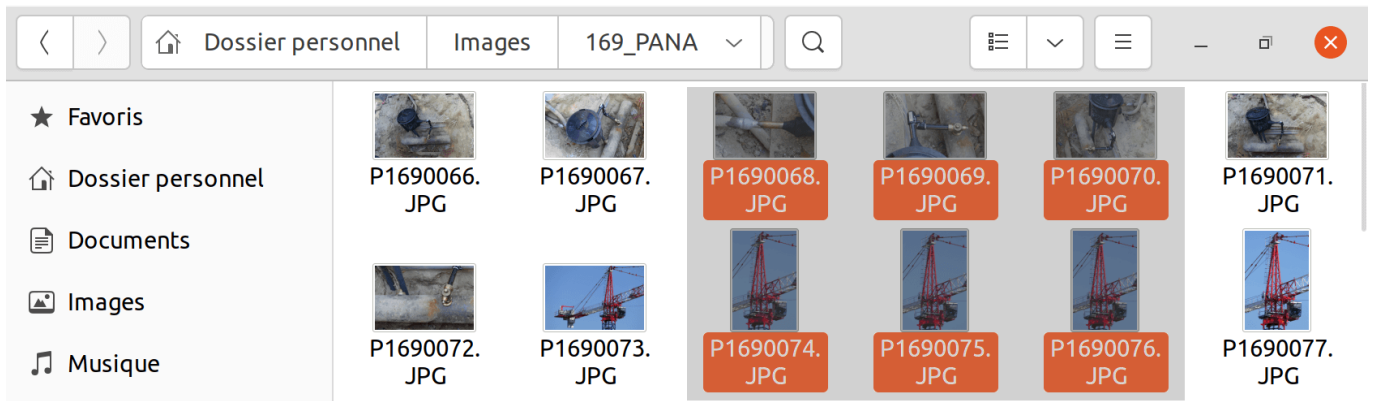 Dossier personnel Images 169_PANA
Favoris
Dossier personnel
Documents
Images
Musique
P1690066. P1690067. P1690068. P1690069. P1690070. P1690071.
JPG JPG JPG JPG JPG JPG
P1690072. P1690073. P1690074. P1690075. P1690076. P1690077.
JPG JPG JPG JPG JPG JPG